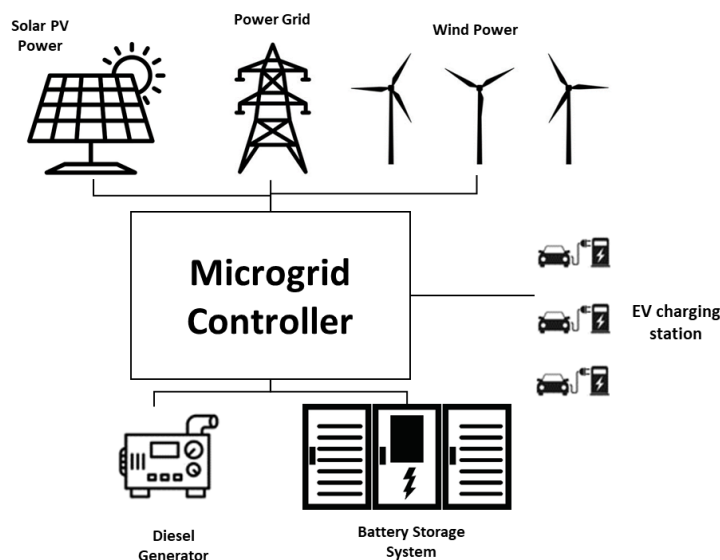 Solar PV
Power
Power Grid
Wind Power
Microgrid
Controller
EV charging
station
Diesel
Generator
Battery Storage
System